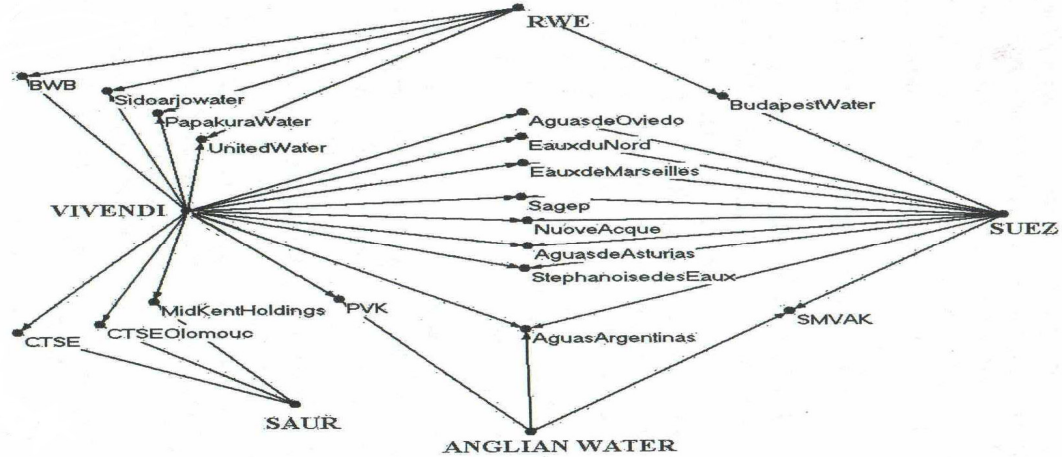 RWE
BWB
Sidoarjowater
PapakuraWater
UnitedWater
BudapestWater
AguasdeOviedo
EauxduNord
EauxdeMarseilles
VIVENDI
Sagep
NuoveAcque
SUEZ
AguasdeAsturias
StephanoisedesEaux
MidKentHoldings
PVK
SMVAK
CTSE
CTSEOlomouc
AguasArgentinas
SAUR
ANGLIAN WATER